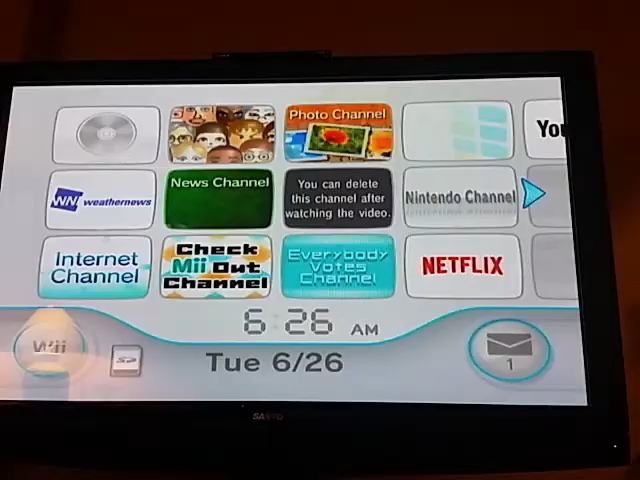 Photo Channel
You
WN weathernews
News Channel
You can delete
this channel after
watching the video.
Nintendo Channel
Internet
Channel
Check
Mii Out
Channel
Everybody
Votes
Channel
NETFLIX
6:26 AM
Wii
SD
Tue 6/26
1
SANYO